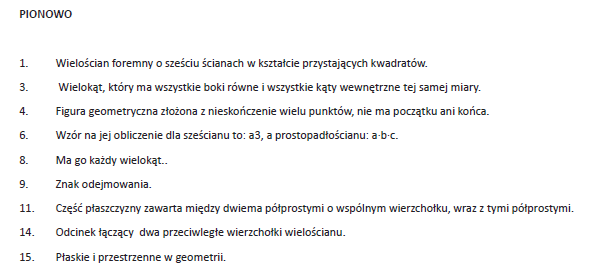 PIONOWO
1. Wielościan foremny o sześciu ścianach w kształcie przystających kwadratów.
3. Wielokąt, który ma wszystkie boki równe i wszystkie kąty wewnętrzne tej samej miary.
4. Figura geometryczna złożona z nieskończenie wielu punktów, nie ma początku ani końca.
6. Wzór na jej obliczenie dla sześcianu to: a3, a prostopadłościanu: a·b·c.
8. Ma go każdy wielokąt..
9. Znak odejmowania.
11. Część płaszczyzny zawarta między dwiema półprostymi o wspólnym wierzchołku, wraz z tymi półprostymi.
14. Odcinek łączący dwa przeciwległe wierzchołki wielościanu.
15. Płaskie i przestrzenne w geometrii.